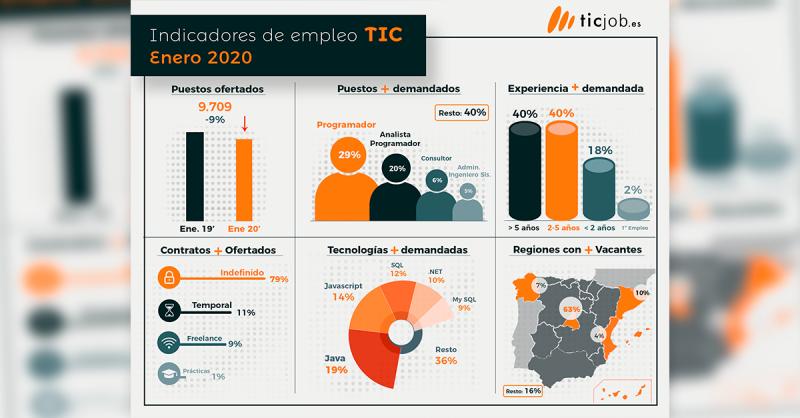 ticjob.es
Indicadores de empleo TIC
Enero 2020
Puestos ofertados
9.709
-9%
Ene. 19’
Ene 20’
Puestos + demandados
Resto: 40%
Programador
29%
Analista
Programador
20%
Consultor
6%
Admin.
Ingeniero Sis.
5%
Experiencia + demandada
40%
40%
18%
2%
> 5 años
2-5 años
< 2 años
1º Empleo
Contratos + Ofertados
Indefinido
79%
Temporal
11%
Freelance
9%
Prácticas
1%
Tecnologías + demandadas
SQL
12%
.NET
10%
Javascript
14%
My SQL
9%
Java
19%
Resto
36%
Regiones con + Vacantes
7%
10%
63%
4%
Resto: 16%